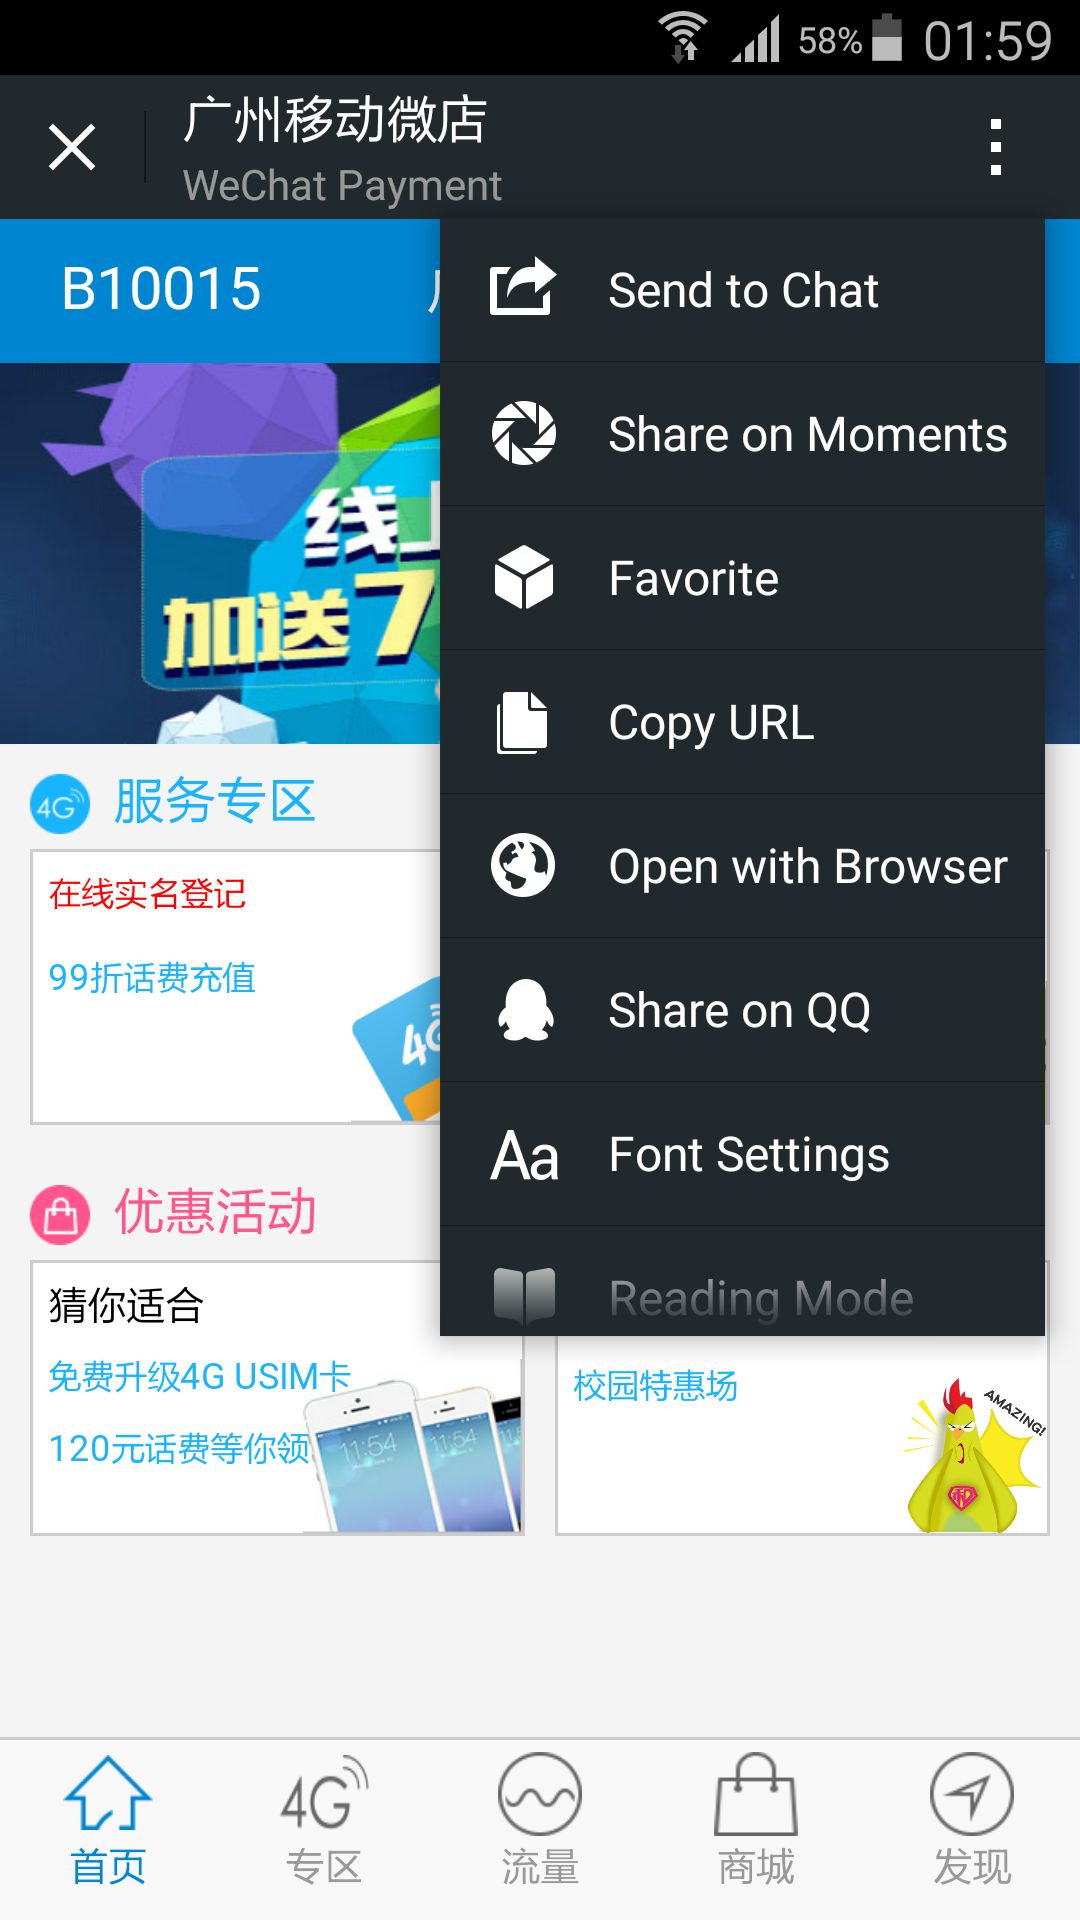 58% 01:59
广州移动微店
WeChat Payment
B10015
Send to Chat
Share on Moments
线
加送7
Favorite
Copy URL
4G 服务专区
Open with Browser
在线实名登记
99折话费充值
Share on QQ
Aa Font Settings
优惠活动
Reading Mode
猜你适合
免费升级4G USIM卡
120元话费等你领
11:54
11:54
校园特惠场
AMAZING!
4G
首页
专区
流量
商城
发现